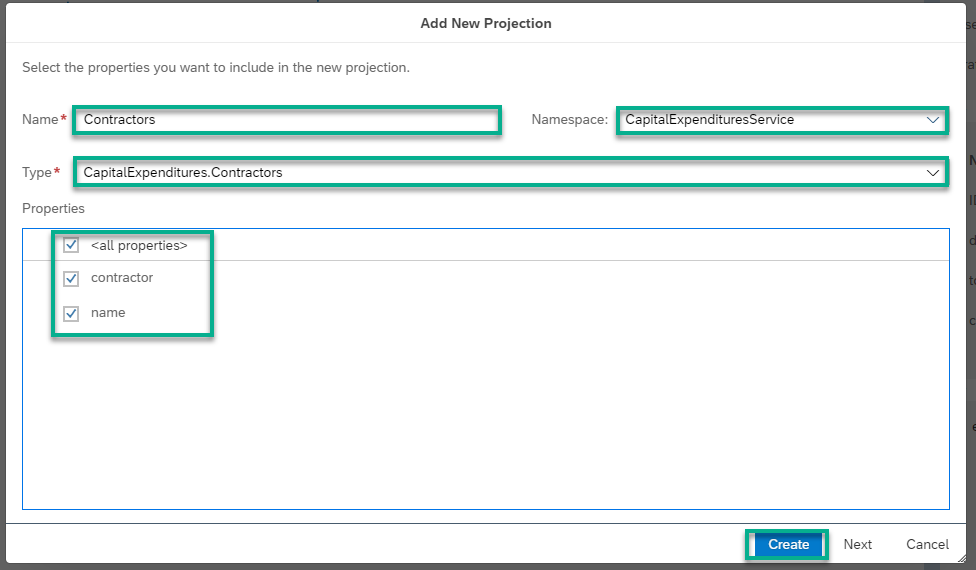 Add New Projection
Select the properties you want to include in the new projection.
Name* Contractors Namespace: CapitalExpendituresService
Type* CapitalExpenditures.Contractors
Properties
<all properties>
contractor
name
Create Next Cancel